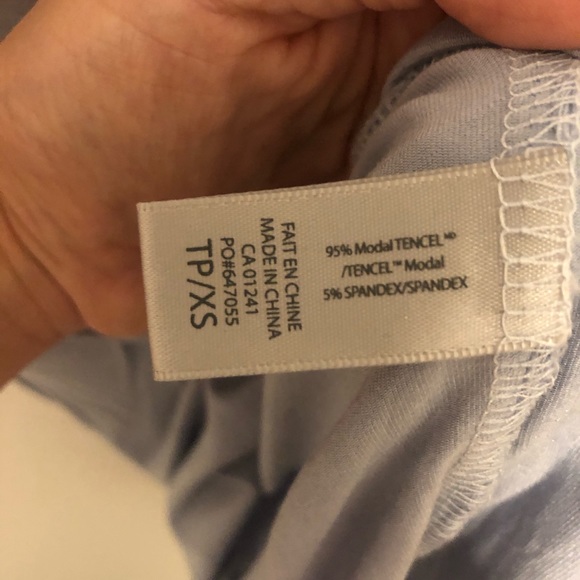 95% Modal TENCEL ᴹᴰ
/TENCEL™ Modal
5% SPANDEX/SPANDEX
FAIT EN CHINE
MADE IN CHINA
CA 01241
PO#647055
TP/XS